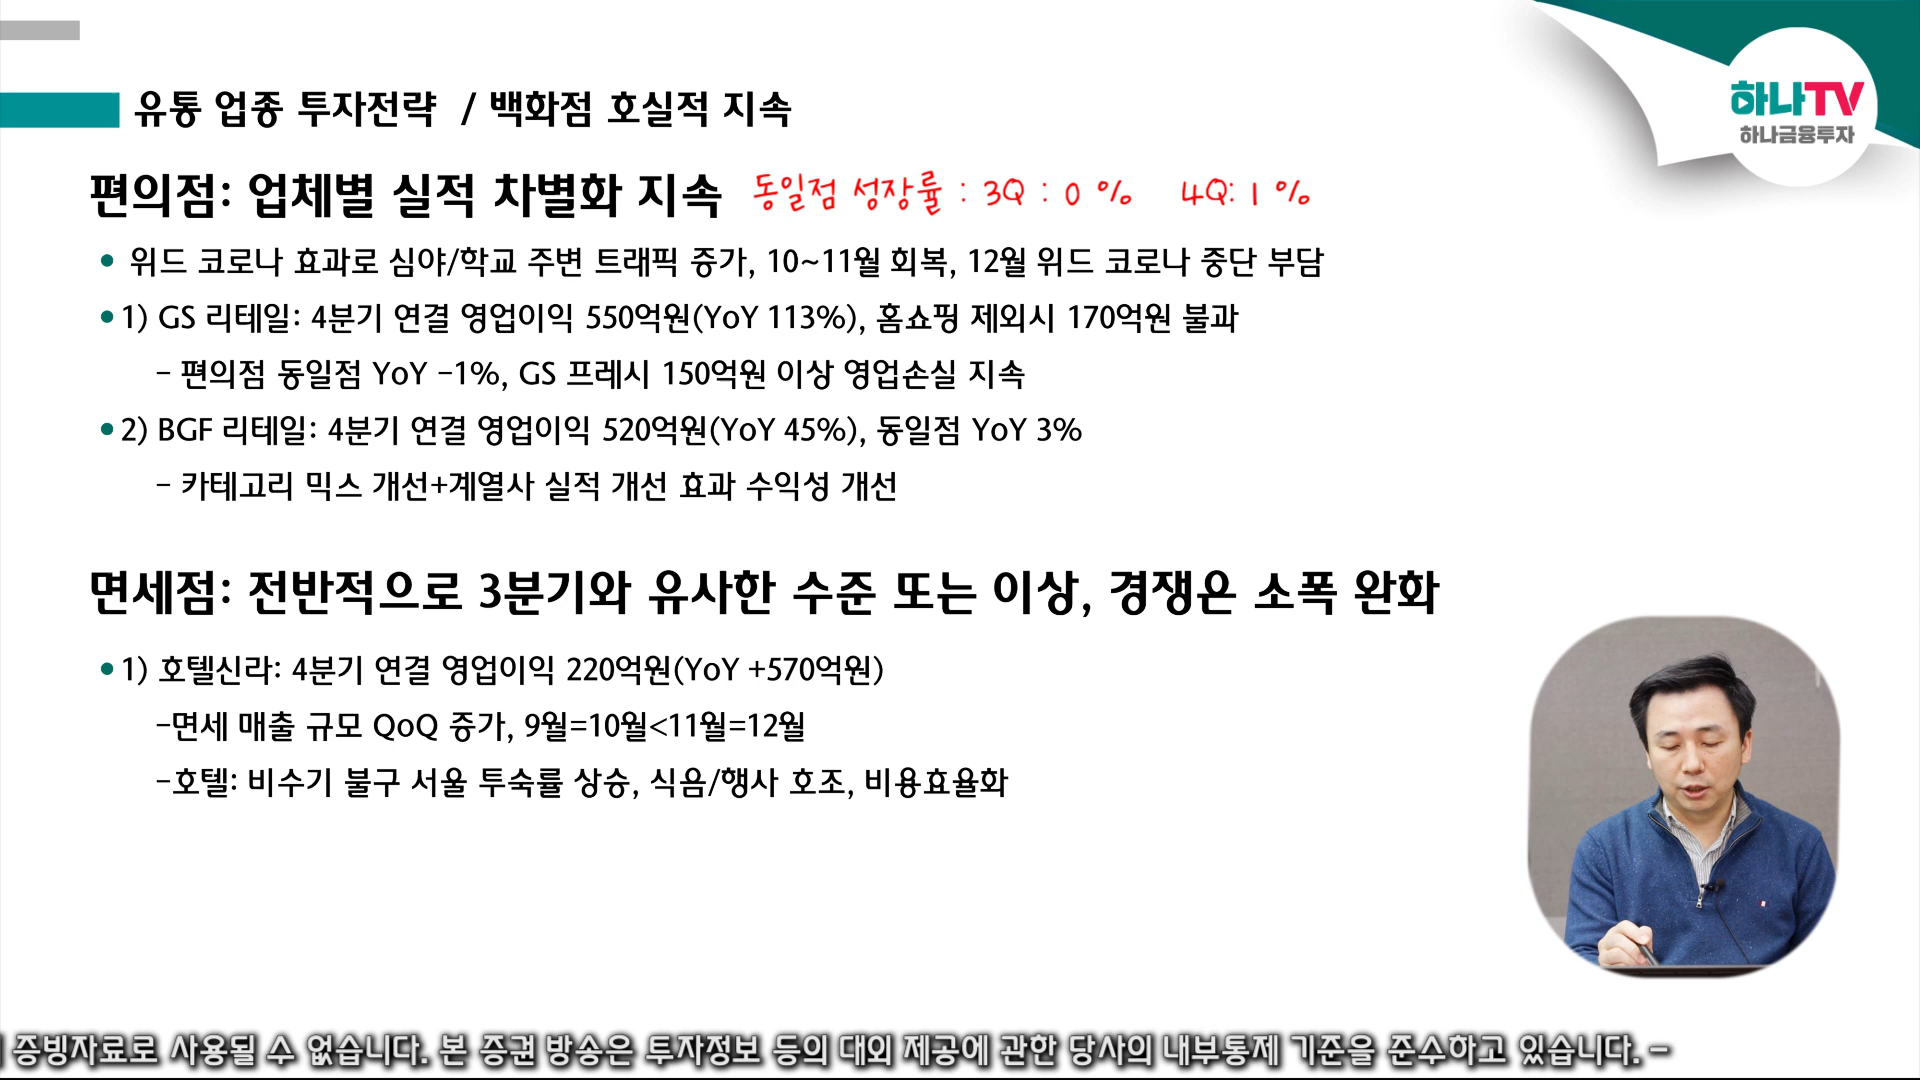 하나TV
하나금융투자
유통 업종 투자전략 / 백화점 호실적 지속
편의점: 업체별 실적 차별화 지속 동일점 성장률 : 3Q : 0 % 4Q: 1 %
• 위드 코로나 효과로 심야/학교 주변 트래픽 증가, 10~11월 회복, 12월 위드 코로나 중단 부담
• 1) GS 리테일: 4분기 연결 영업이익 550억원(YoY 113%), 홈쇼핑 제외시 170억원 불과
- 편의점 동일점 YoY -1%, GS 프레시 150억원 이상 영업손실 지속
• 2) BGF 리테일: 4분기 연결 영업이익 520억원(YoY 45%), 동일점 YoY 3%
- 카테고리 믹스 개선+계열사 실적 개선 효과 수익성 개선
면세점: 전반적으로 3분기와 유사한 수준 또는 이상, 경쟁은 소폭 완화
• 1) 호텔신라: 4분기 연결 영업이익 220억원(YoY +570억원)
-면세 매출 규모 QoQ 증가, 9월=10월<11월=12월
-호텔: 비수기 불구 서울 투숙률 상승, 식음/행사 호조, 비용효율화
증빙자료로 사용될 수 없습니다. 본 증권 방송은 투자정보 등의 대외 제공에 관한 당사의 내부통제 기준을 준수하고 있습니다. -